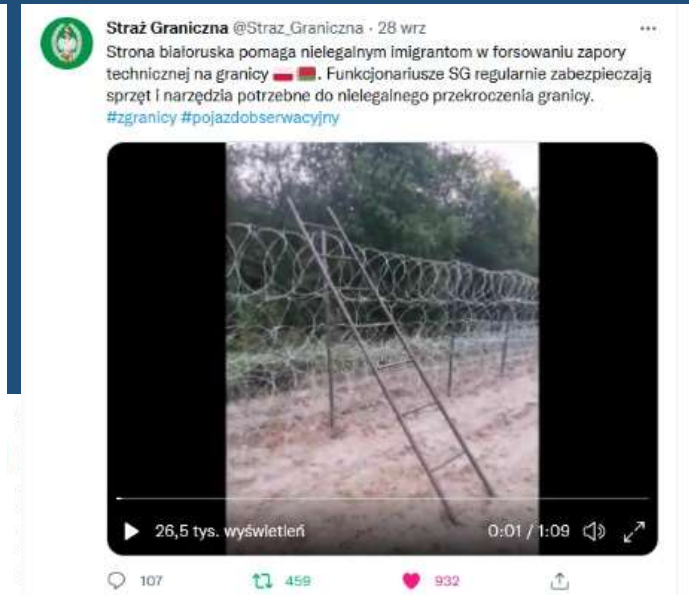 Straż Graniczna @Straz_Graniczna · 28 wrz
Strona białoruska pomaga nielegalnym imigrantom w forsowaniu zapory
technicznej na granicy 🇵🇱 🇧🇾. Funkcjonariusze SG regularnie zabezpieczają
sprzęt i narzędzia potrzebne do nielegalnego przekroczenia granicy.
#zgranicy #pojazdobserwacyjny
26,5 tys. wyświetleń 0:01 / 1:09
107 459 932